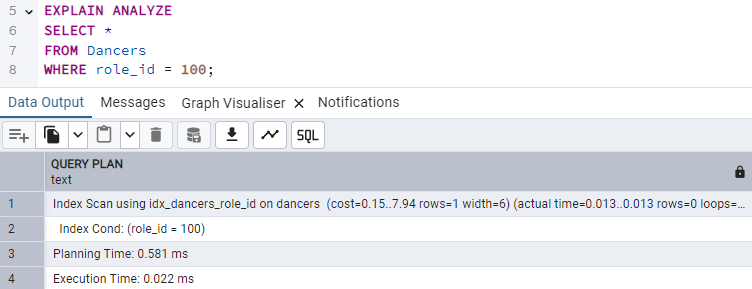 5 EXPLAIN ANALYZE
6 SELECT *
7 FROM Dancers
8 WHERE role_id = 100;
Data Output Messages Graph Visualiser × Notifications
SQL
QUERY PLAN
text
1 Index Scan using idx_dancers_role_id on dancers (cost=0.15..7.94 rows=1 width=6) (actual time=0.013..0.013 rows=0 loops=...
2 Index Cond: (role_id = 100)
3 Planning Time: 0.581 ms
4 Execution Time: 0.022 ms